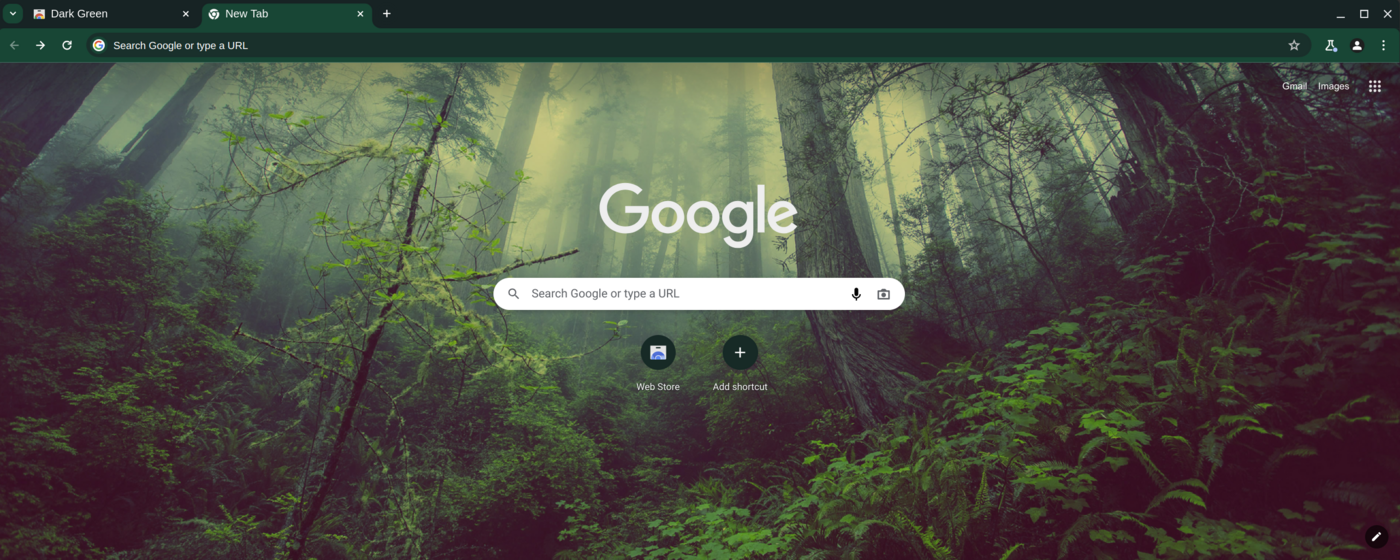 Dark Green
New Tab
Search Google or type a URL
Gmail Images
Google
Search Google or type a URL
Web Store
Add shortcut